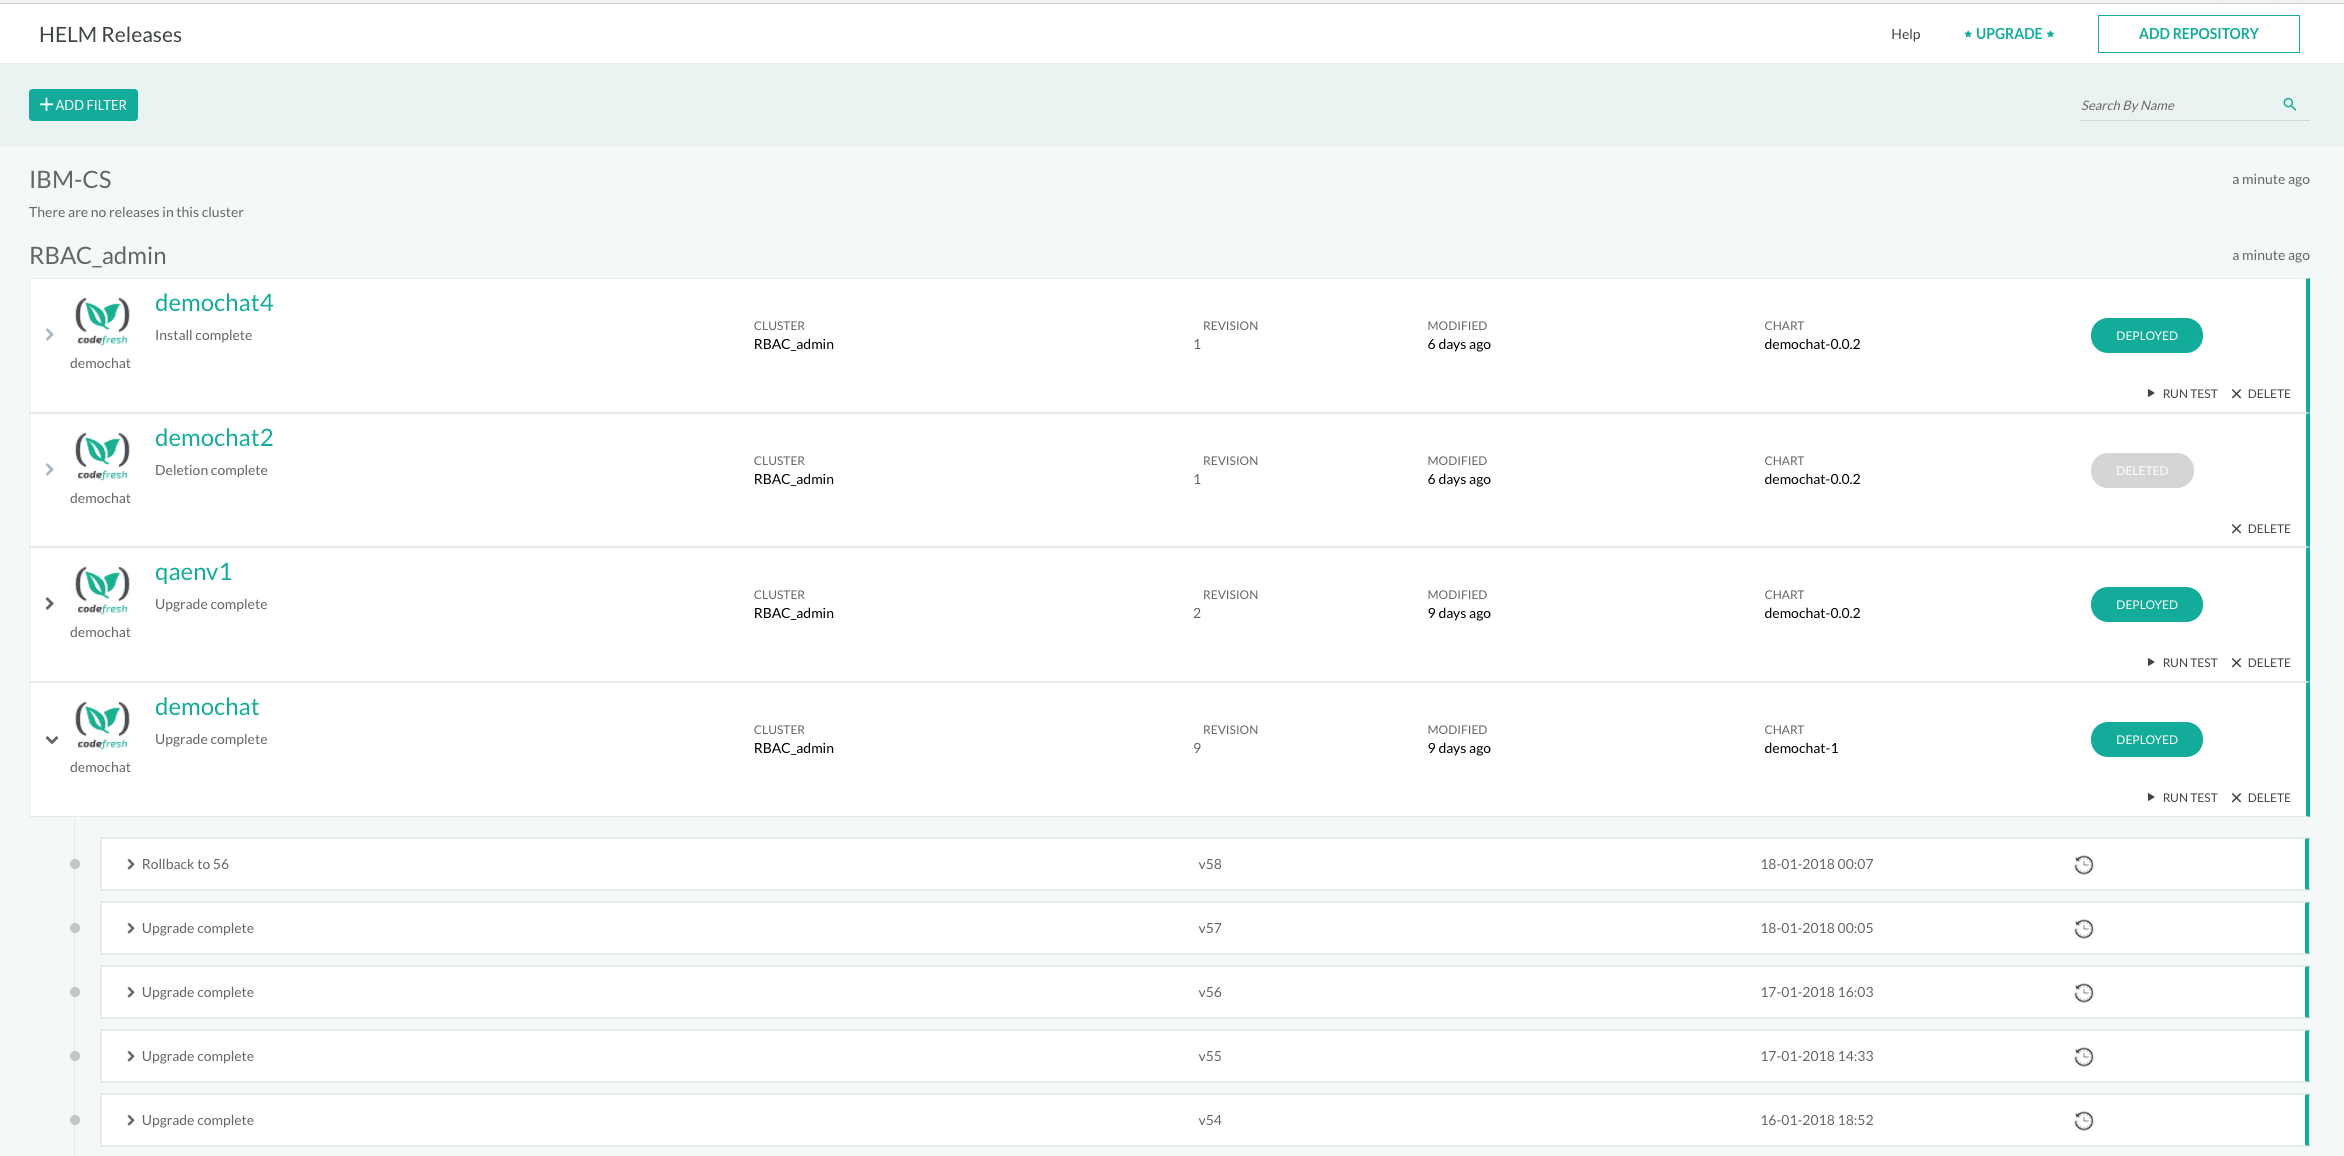 HELM Releases
Help
UPGRADE
ADD REPOSITORY
ADD FILTER
Search By Name
IBM-CS
a minute ago
There are no releases in this cluster
RBAC_admin
a minute ago
codefresh
demochat
demochat4
Install complete
CLUSTER
RBAC_admin
REVISION
1
MODIFIED
6 days ago
CHART
demochat-0.0.2
DEPLOYED
RUN TEST
DELETE
codefresh
demochat
demochat2
Deletion complete
CLUSTER
RBAC_admin
REVISION
1
MODIFIED
6 days ago
CHART
demochat-0.0.2
DELETED
DELETE
codefresh
demochat
qaenv1
Upgrade complete
CLUSTER
RBAC_admin
REVISION
2
MODIFIED
9 days ago
CHART
demochat-0.0.2
DEPLOYED
RUN TEST
DELETE
codefresh
demochat
demochat
Upgrade complete
CLUSTER
RBAC_admin
REVISION
9
MODIFIED
9 days ago
CHART
demochat-1
DEPLOYED
RUN TEST
DELETE
Rollback to 56 v58 18-01-2018 00:07
Upgrade complete v57 18-01-2018 00:05
Upgrade complete v56 17-01-2018 16:03
Upgrade complete v55 17-01-2018 14:33
Upgrade complete v54 16-01-2018 18:52